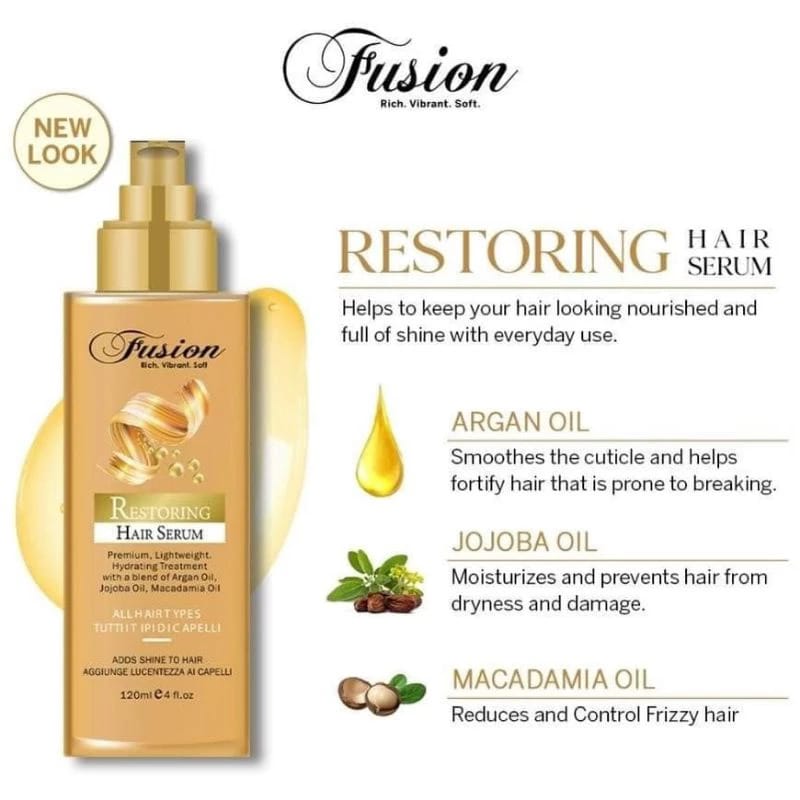 Fusion
Rich. Vibrant. Soft.
NEW
LOOK
RESTORING HAIR
SERUM
Helps to keep your hair looking nourished and
full of shine with everyday use.
ARGAN OIL
Smoothes the cuticle and helps
fortify hair that is prone to breaking.
JOJOBA OIL
Moisturizes and prevents hair from
dryness and damage.
MACADAMIA OIL
Reduces and Control Frizzy hair
Fusion
Rich. Vibrant. Soft
RESTORING
HAIR SERUM
Premium, Lightweight.
Hydrating Treatment
with a blend of Argan Oil,
Jojoba Oil, Macadamia Oil
ALL HAIR TYPES
TUTTI T IPI DI CAPELLI
ADDS SHINE TO HAIR
AGGIUNGE LUCENTEZZA AI CAPELLI
120ml e 4 fl.oz